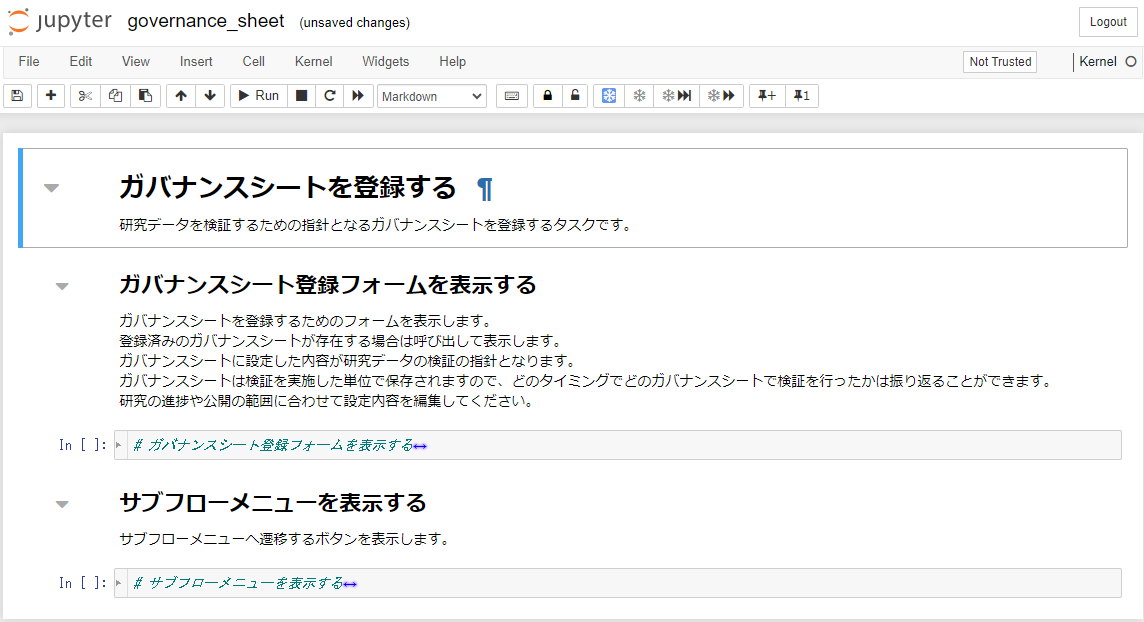 jupyter governance_sheet (unsaved changes) Logout
File Edit View Insert Cell Kernel Widgets Help Not Trusted Kernel
Run Markdown + 1
ガバナンスシートを登録する ¶
研究データを検証するための指針となるガバナンスシートを登録するタスクです。
ガバナンスシート登録フォームを表示する
ガバナンスシートを登録するためのフォームを表示します。
登録済みのガバナンスシートが存在する場合は呼び出して表示します。
ガバナンスシートに設定した内容が研究データの検証の指針となります。
ガバナンスシートは検証を実施した単位で保存されますので、どのタイミングでどのガバナンスシートで検証を行ったかは振り返ることができます。
研究の進捗や公開の範囲に合わせて設定内容を編集してください。
In [ ]: # ガバナンスシート登録フォームを表示する↔
サブフローメニューを表示する
サブフローメニューへ遷移するボタンを表示します。
In [ ]: # サブフローメニューを表示する↔